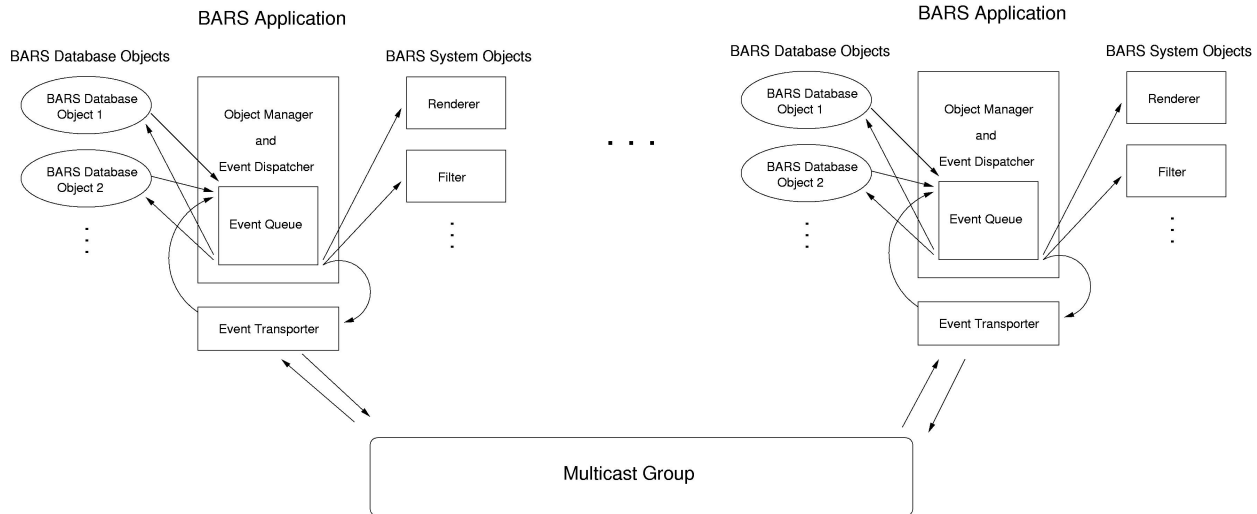 BARS Application
BARS Database Objects
BARS System Objects
BARS Database
Object 1
BARS Database
Object 2
Object Manager
and
Event Dispatcher
Event Queue
Renderer
Filter
Event Transporter
. . .
BARS Application
BARS Database Objects
BARS System Objects
BARS Database
Object 1
BARS Database
Object 2
Object Manager
and
Event Dispatcher
Event Queue
Renderer
Filter
Event Transporter
Multicast Group